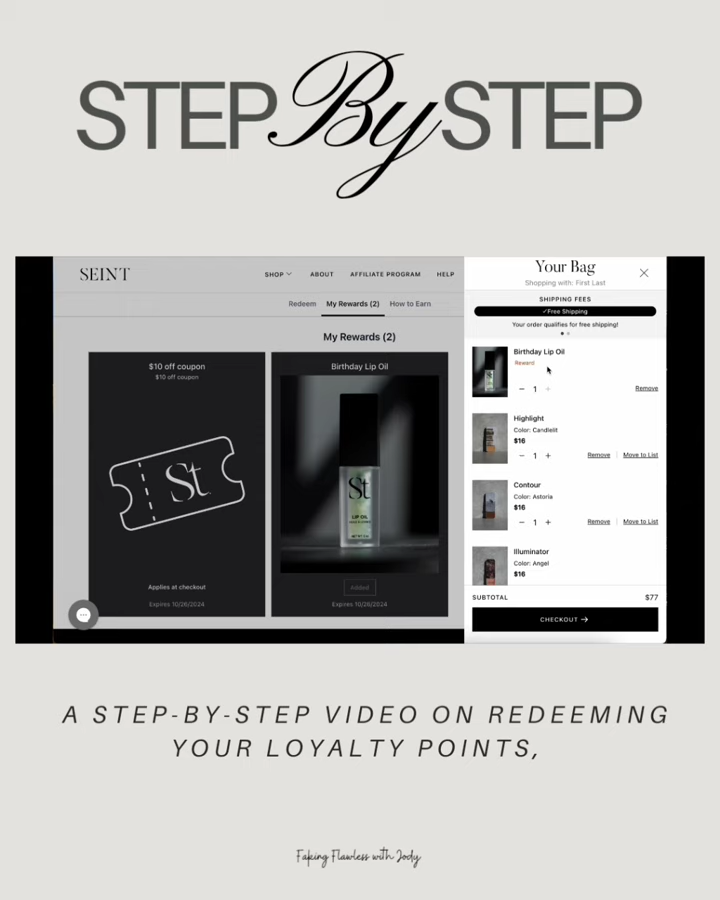 STEP By STEP
SEINT
SHOP ABOUT AFFILIATE PROGRAM HELP
Redeem My Rewards (2) How to Earn
My Rewards (2)
$10 off coupon
$10 off coupon
St.
Applies at checkout
Expires 10/26/2024
Birthday Lip Oil
St
LIP OIL
Added
Expires 10/26/2024
Your Bag
Shopping with: First Last
SHIPPING FEES
✓Free Shipping
Your order qualifies for free shipping!
Birthday Lip Oil
Reward
− 1 + Remove
Highlight
Color: Candlelit
$16
− 1 + Remove | Move to List
Contour
Color: Astoria
$16
− 1 + Remove | Move to List
Illuminator
Color: Angel
$16
SUBTOTAL $77
CHECKOUT →
A STEP-BY-STEP VIDEO ON REDEEMING
YOUR LOYALTY POINTS,
Faking Flawless with Jody